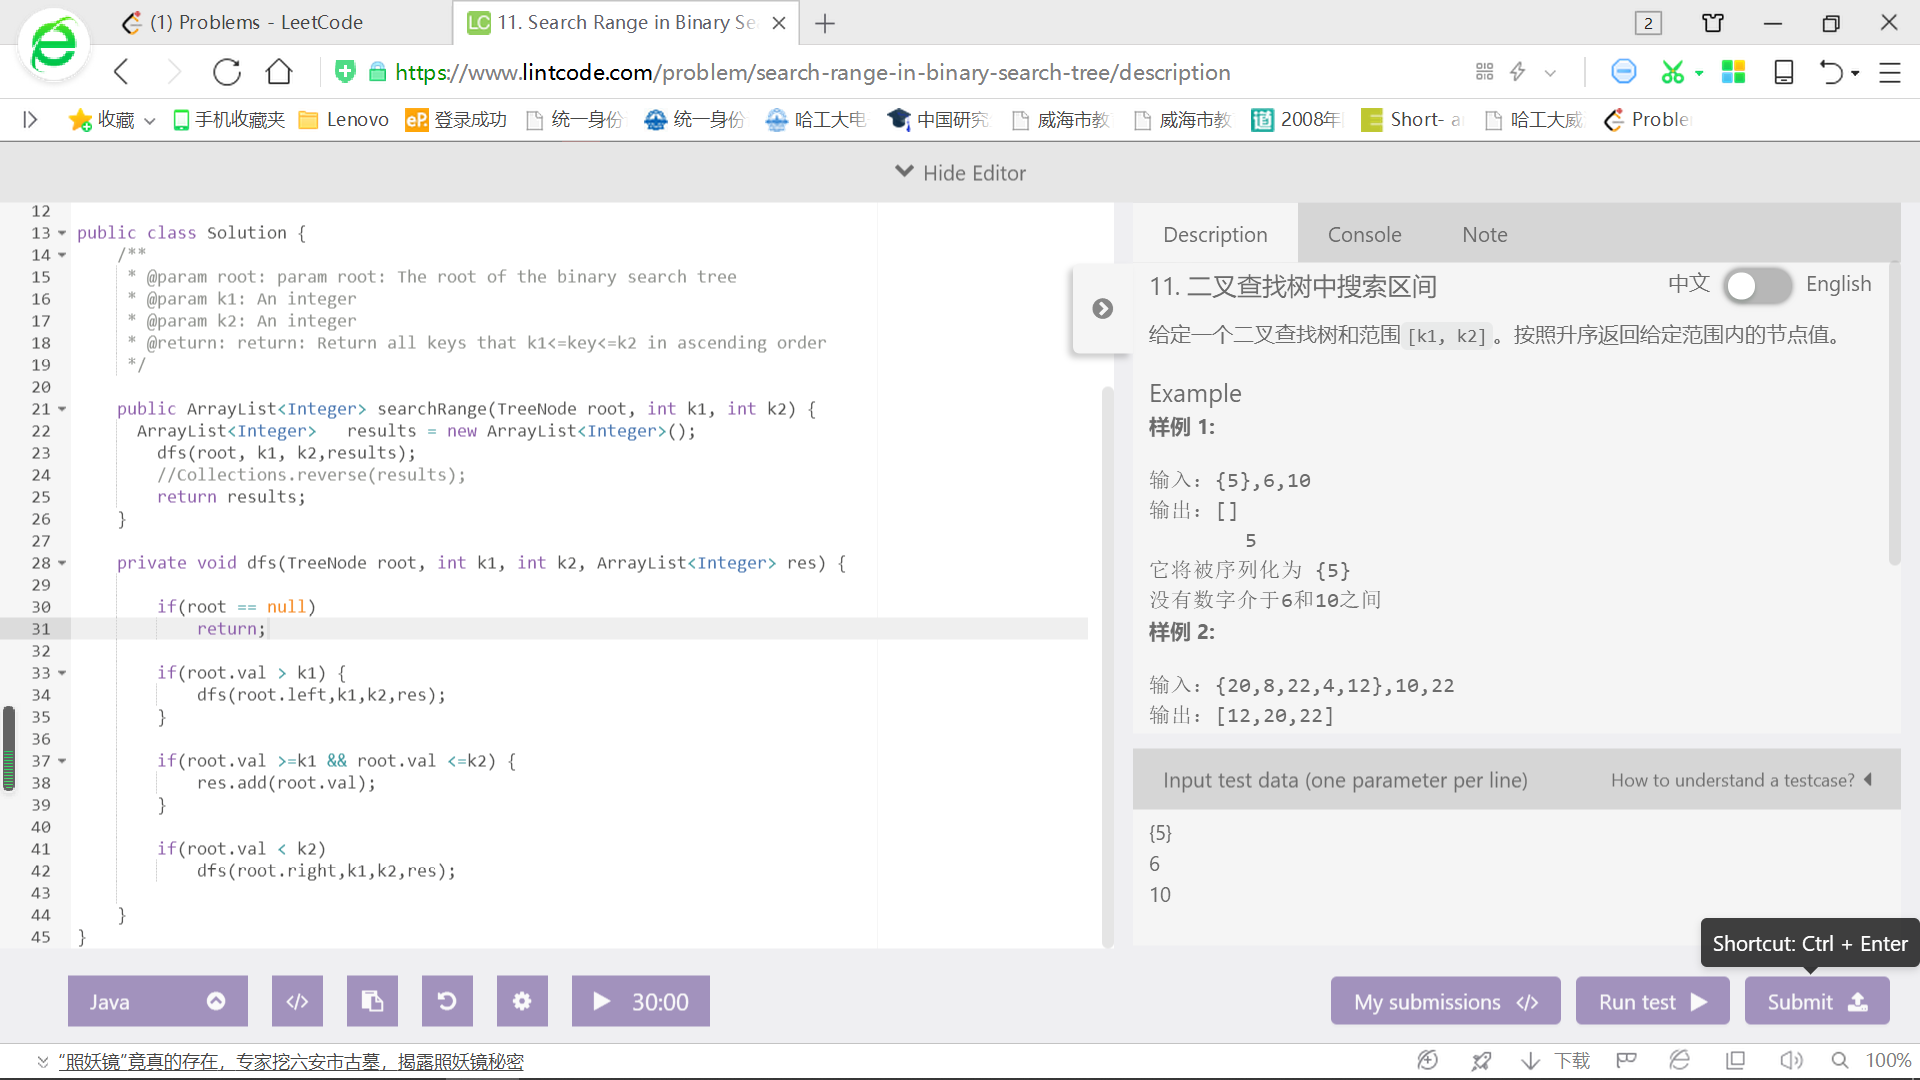 (1) Problems - LeetCode
LC 11. Search Range in Binary Se
2
https://www.lintcode.com/problem/search-range-in-binary-search-tree/description
收藏 手机收藏夹 Lenovo eP. 登录成功 统一身份 统一身份 哈工大电 中国研究 威海市教 威海市教 道 2008年 Short- a 哈工大威 Proble
Hide Editor
12
13 public class Solution {
14 /**
15 * @param root: param root: The root of the binary search tree
16 * @param k1: An integer
17 * @param k2: An integer
18 * @return: return: Return all keys that k1<=key<=k2 in ascending order
19 */
20
21 public ArrayList<Integer> searchRange(TreeNode root, int k1, int k2) {
22 ArrayList<Integer> results = new ArrayList<Integer>();
23 dfs(root, k1, k2,results);
24 //Collections.reverse(results);
25 return results;
26 }
27
28 private void dfs(TreeNode root, int k1, int k2, ArrayList<Integer> res) {
29
30 if(root == null)
31 return;
32
33 if(root.val > k1) {
34 dfs(root.left,k1,k2,res);
35 }
36
37 if(root.val >=k1 && root.val <=k2) {
38 res.add(root.val);
39 }
40
41 if(root.val < k2)
42 dfs(root.right,k1,k2,res);
43
44 }
45 }
Description Console Note
11. 二叉查找树中搜索区间
中文 English
给定一个二叉查找树和范围[k1, k2]。按照升序返回给定范围内的节点值。
Example
样例 1:
输入: {5},6,10
输出: []
5
它将被序列化为 {5}
没有数字介于6和10之间
样例 2:
输入: {20,8,22,4,12},10,22
输出: [12,20,22]
Input test data (one parameter per line) How to understand a testcase?
{5}
6
10
Shortcut: Ctrl + Enter
Java </> 30:00 My submissions </> Run test Submit
“照妖镜”竟真的存在，专家挖六安市古墓，揭露照妖镜秘密
下载 100%